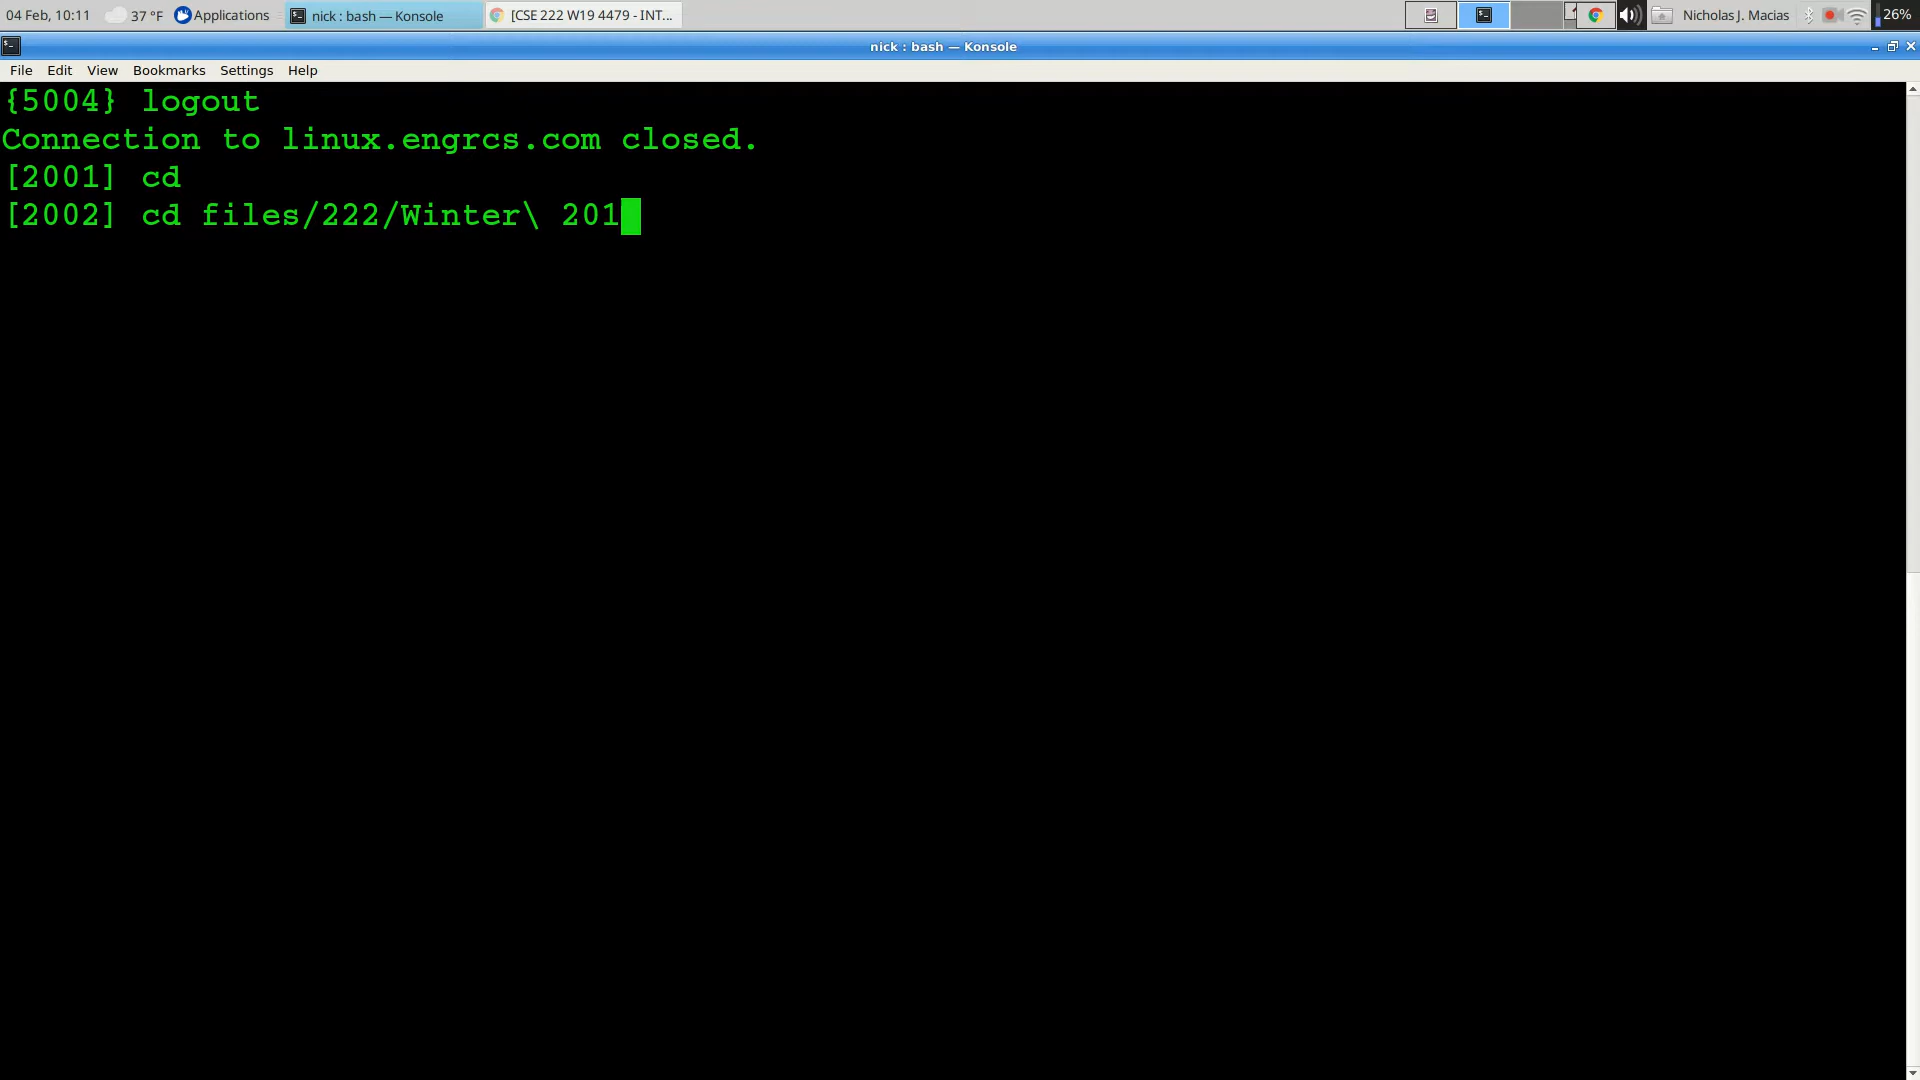 04 Feb, 10:11 37 °F Applications nick : bash — Konsole [CSE 222 W19 4479 - INT... Nicholas J. Macias 26%
nick : bash — Konsole
File Edit View Bookmarks Settings Help
{5004} logout
Connection to linux.engrcs.com closed.
[2001] cd
[2002] cd files/222/Winter\ 201